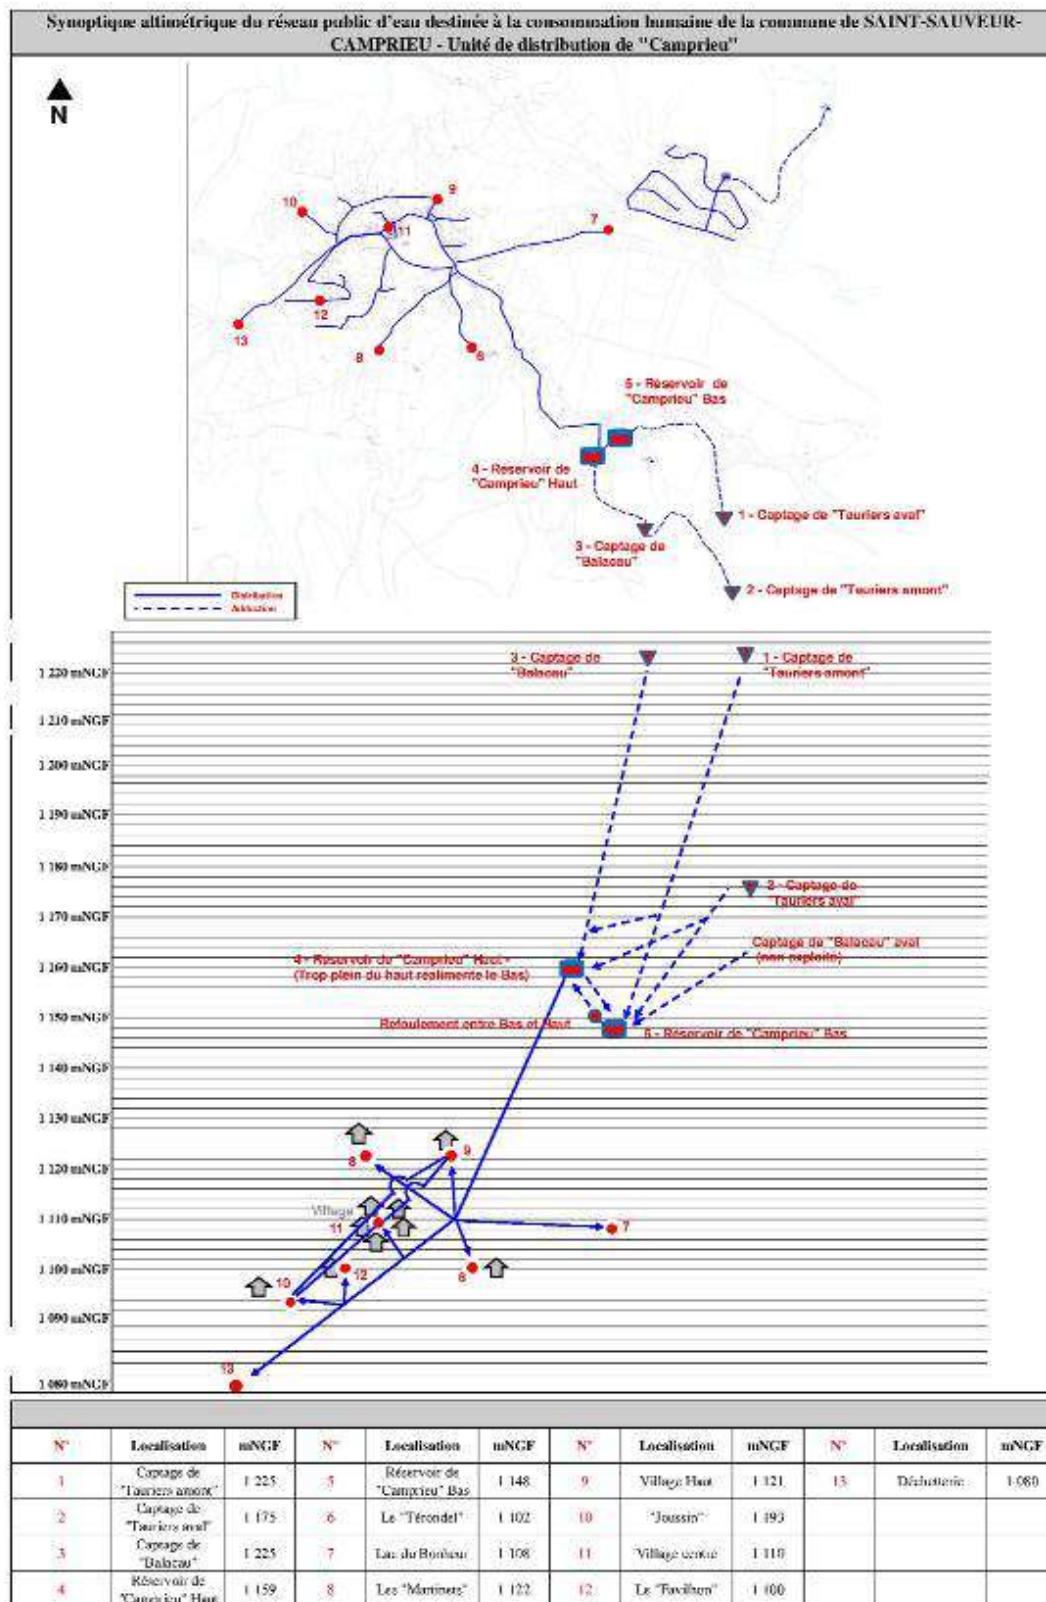 Synoptique altimétrique du réseau public d'eau destinée à la consommation humaine de la commune de SAINT-SAUVEUR-
CAMPRIEU - Unité de distribution de "Camprieu"
N
9
10
11
7
12
13
8
6
5 - Réservoir de
"Camprieu" Bas
4 - Réservoir de
"Camprieu" Haut
1 - Captage de "Tauriers aval"
3 - Captage de
"Balacau"
2 - Captage de "Tauriers amont"
Distribution
Adduction
3 - Captage de
"Balacau"
1 - Captage de
"Tauriers amont"
1 220 mNGF
1 210 mNGF
1 200 mNGF
1 190 mNGF
1 180 mNGF
2 - Captage de
"Tauriers aval"
1 170 mNGF
Captage de "Balacau" aval
(non exploité)
4 - Réservoir de "Camprieu" Haut -
(Trop plein du haut réalimente le Bas)
1 160 mNGF
1 150 mNGF
Refoulement entre Bas et Haut
5 - Réservoir de "Camprieu" Bas
1 140 mNGF
1 130 mNGF
8
9
1 120 mNGF
Village
11
1 110 mNGF
7
1 100 mNGF
12
6
10
1 090 mNGF
13
1 080 mNGF
N° Localisation mNGF N° Localisation mNGF N° Localisation mNGF N° Localisation mNGF
1 Captage de "Tauriers amont" 1 225 5 Réservoir de "Camprieu" Bas 1 148 9 Village Haut 1 121 13 Déchetterie 1 080
2 Captage de "Tauriers aval" 1 175 6 Le "Térondel" 1 102 10 "Joussin" 1 193
3 Captage de "Balacau" 1 225 7 Lac du Bonheur 1 108 11 Village centre 1 110
4 Réservoir de "Camprieu" Haut 1 159 8 Les "Martinets" 1 122 12 Le "Pavillon" 1 100